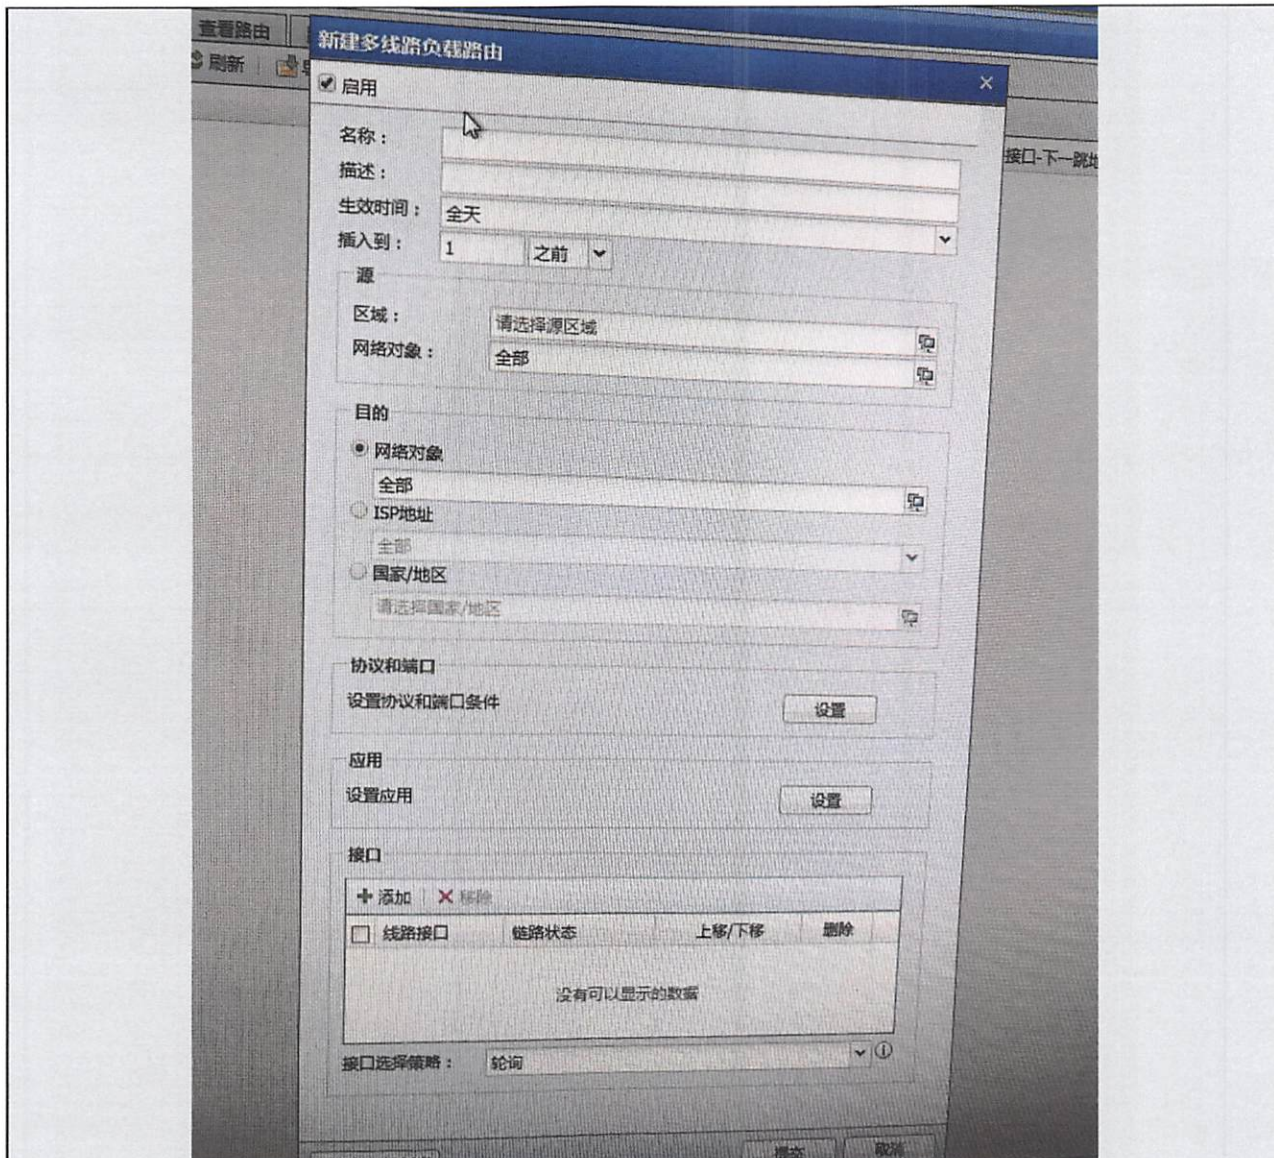 查看路由
刷新
新建多线路负载路由
启用
名称：
描述：
生效时间： 全天
插入到： 1 之前
接口-下一跳地
源
区域： 请选择源区域
网络对象： 全部
目的
网络对象
全部
ISP地址
全部
国家/地区
请选择国家/地区
协议和端口
设置协议和端口条件 设置
应用
设置应用 设置
接口
添加 移除
线路接口 链路状态 上移/下移 删除
没有可以显示的数据
接口选择策略： 轮询
提交 取消